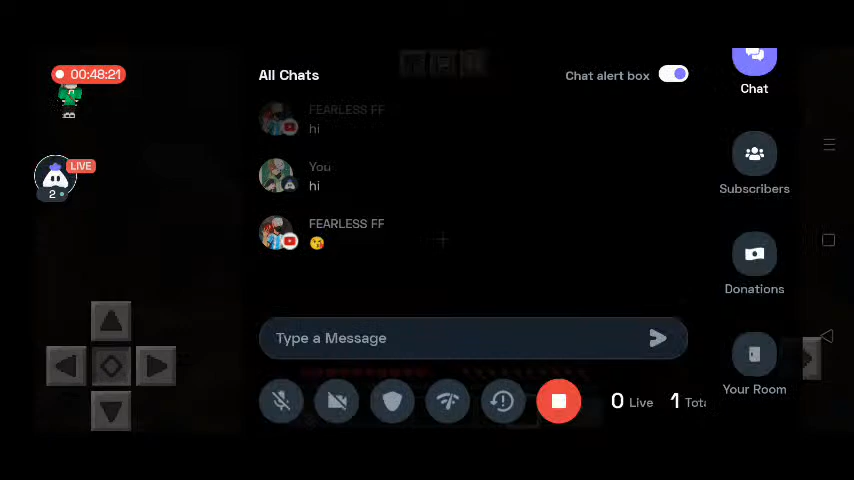 00:48:21
All Chats
Chat alert box
Chat
FEARLESS FF
hi
LIVE
2
You
hi
Subscribers
FEARLESS FF
😘
Donations
Type a Message
Your Room
0 Live
1 Tota